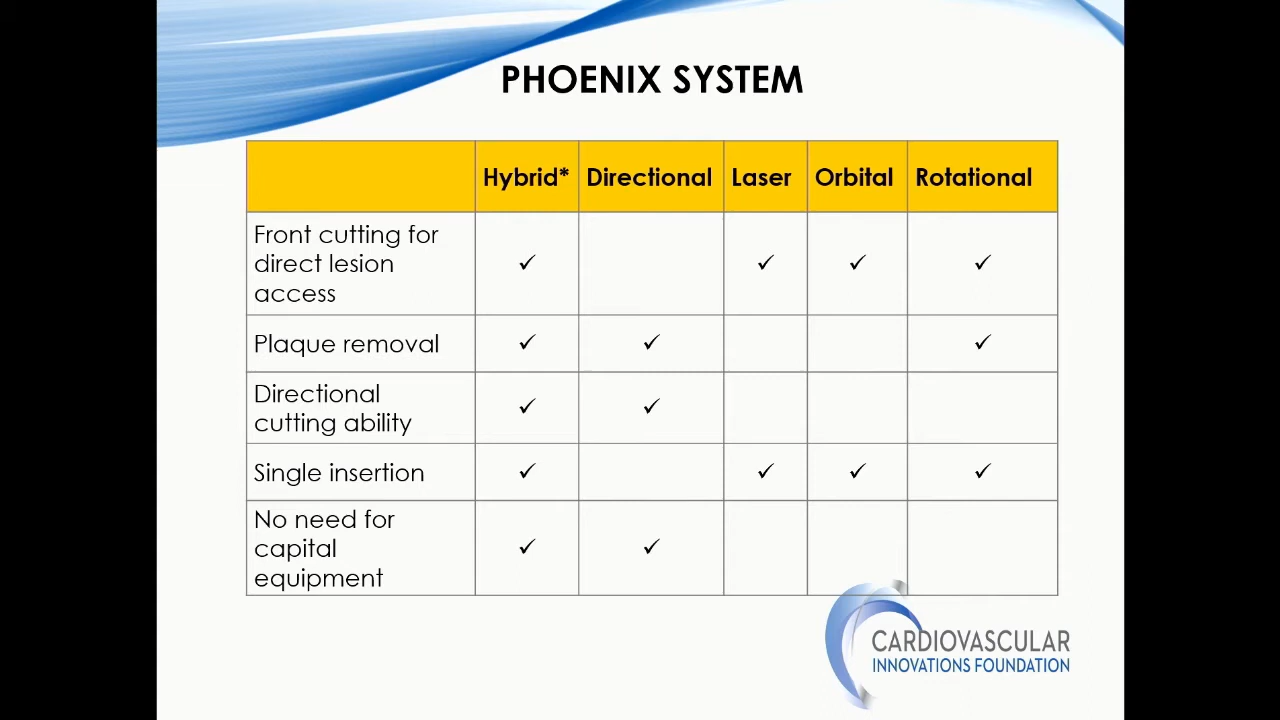 PHOENIX SYSTEM
Hybrid* Directional Laser Orbital Rotational
Front cutting for
direct lesion
access
✓ ✓ ✓ ✓
Plaque removal ✓ ✓ ✓
Directional
cutting ability
✓ ✓
Single insertion ✓ ✓ ✓ ✓
No need for
capital
equipment
✓ ✓
CARDIOVASCULAR
INNOVATIONS FOUNDATION